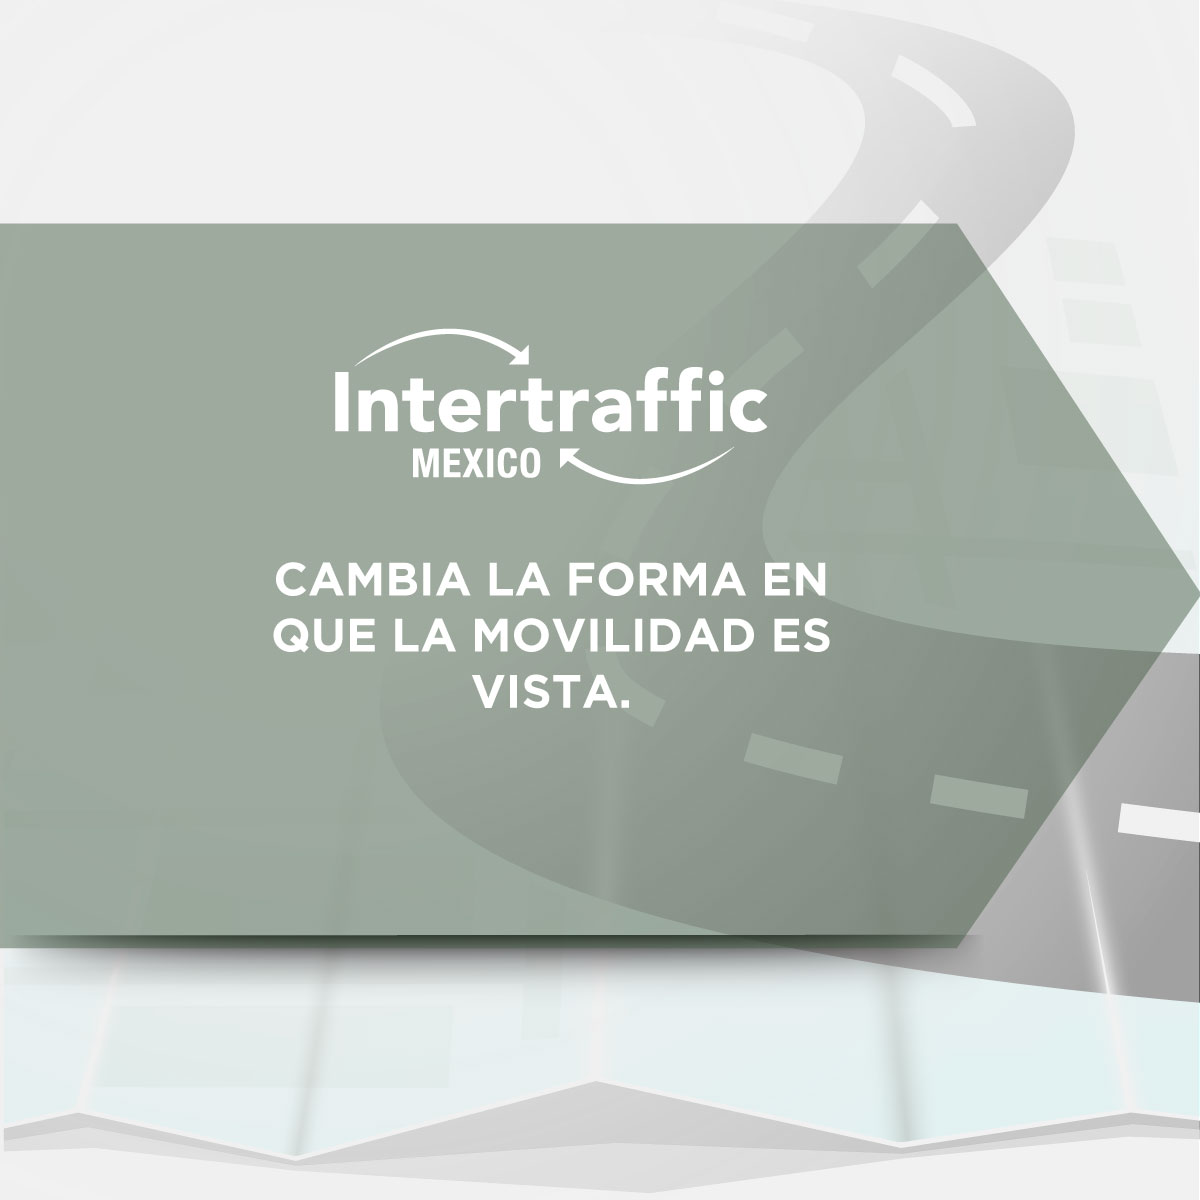 Intertraffic
MEXICO
CAMBIA LA FORMA EN
QUE LA MOVILIDAD ES
VISTA.